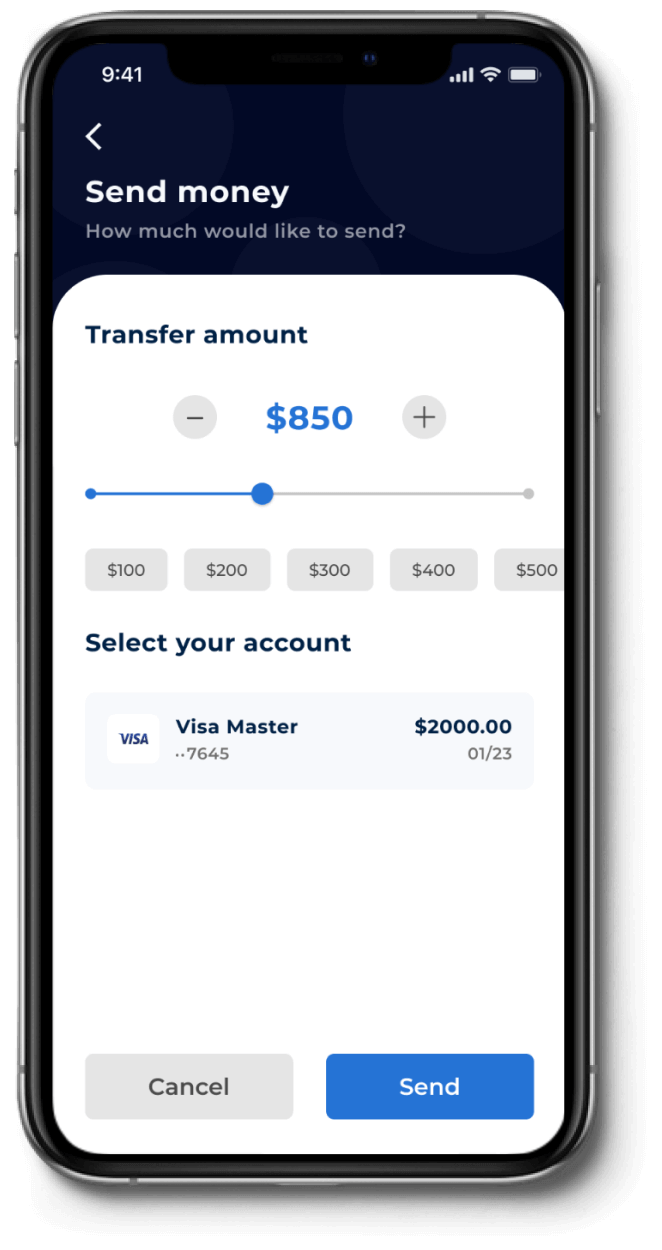 9:41
Send money
How much would like to send?
Transfer amount
− $850 +
$100 $200 $300 $400 $500
Select your account
VISA Visa Master $2000.00
··7645 01/23
Cancel Send